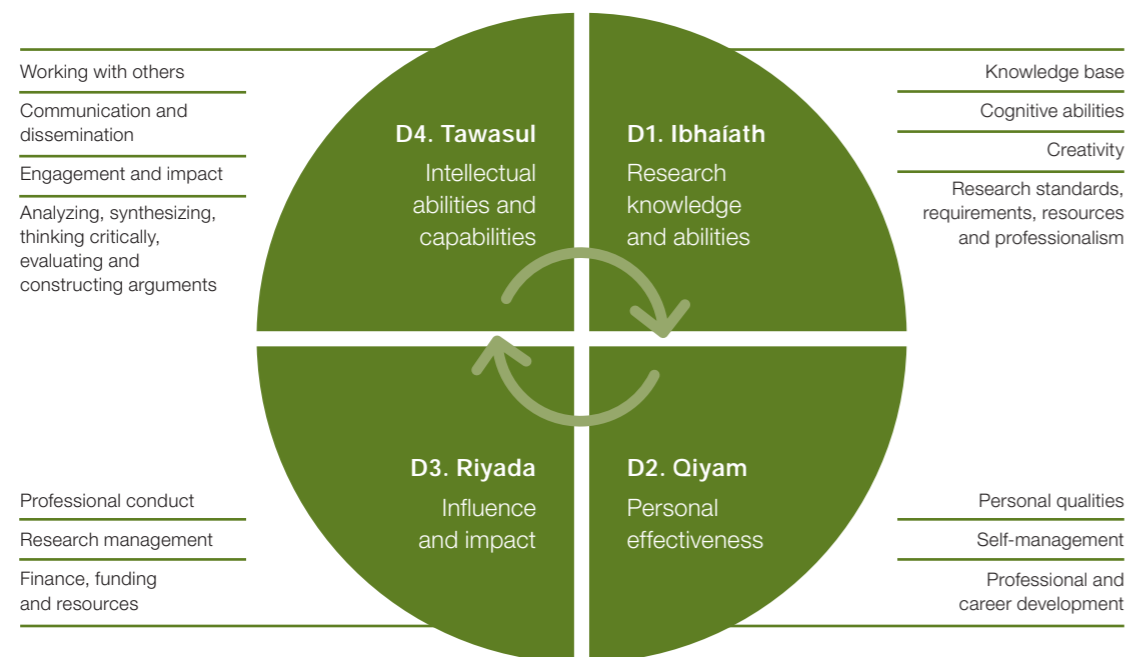 Working with others
Communication and
dissemination
Engagement and impact
Analyzing, synthesizing,
thinking critically,
evaluating and
constructing arguments
D4. Tawasul
Intellectual
abilities and
capabilities
D1. Ibhaíath
Research
knowledge
and abilities
Knowledge base
Cognitive abilities
Creativity
Research standards,
requirements, resources
and professionalism
Professional conduct
Research management
Finance, funding
and resources
D3. Riyada
Influence
and impact
D2. Qiyam
Personal
effectiveness
Personal qualities
Self-management
Professional and
career development